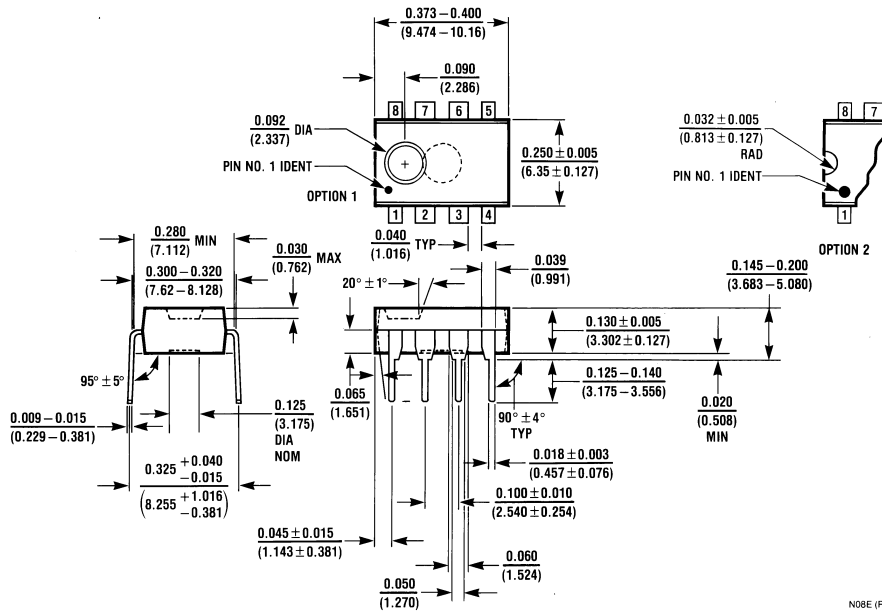 0.373 – 0.400
(9.474 – 10.16)
0.090
(2.286)
8 7 6 5
0.092 DIA
(2.337)
PIN NO. 1 IDENT
OPTION 1
+
1 2 3 4
0.250 ± 0.005
(6.35 ± 0.127)
0.032 ± 0.005
(0.813 ± 0.127)
RAD
PIN NO. 1 IDENT
8 7
1
OPTION 2
0.280 MIN
(7.112)
0.300 – 0.320
(7.62 – 8.128)
0.030 MAX
(0.762)
0.040 TYP
(1.016)
20° ± 1°
0.039
(0.991)
0.145 – 0.200
(3.683 – 5.080)
0.130 ± 0.005
(3.302 ± 0.127)
0.125 – 0.140
(3.175 – 3.556)
0.020
(0.508)
MIN
95° ± 5°
0.009 – 0.015
(0.229 – 0.381)
0.125
(3.175)
DIA
NOM
0.065
(1.651)
90° ± 4°
TYP
0.325 +0.040
–0.015
(8.255 +1.016
–0.381)
0.018 ± 0.003
(0.457 ± 0.076)
0.100 ± 0.010
(2.540 ± 0.254)
0.045 ± 0.015
(1.143 ± 0.381)
0.060
(1.524)
0.050
(1.270)
N08E